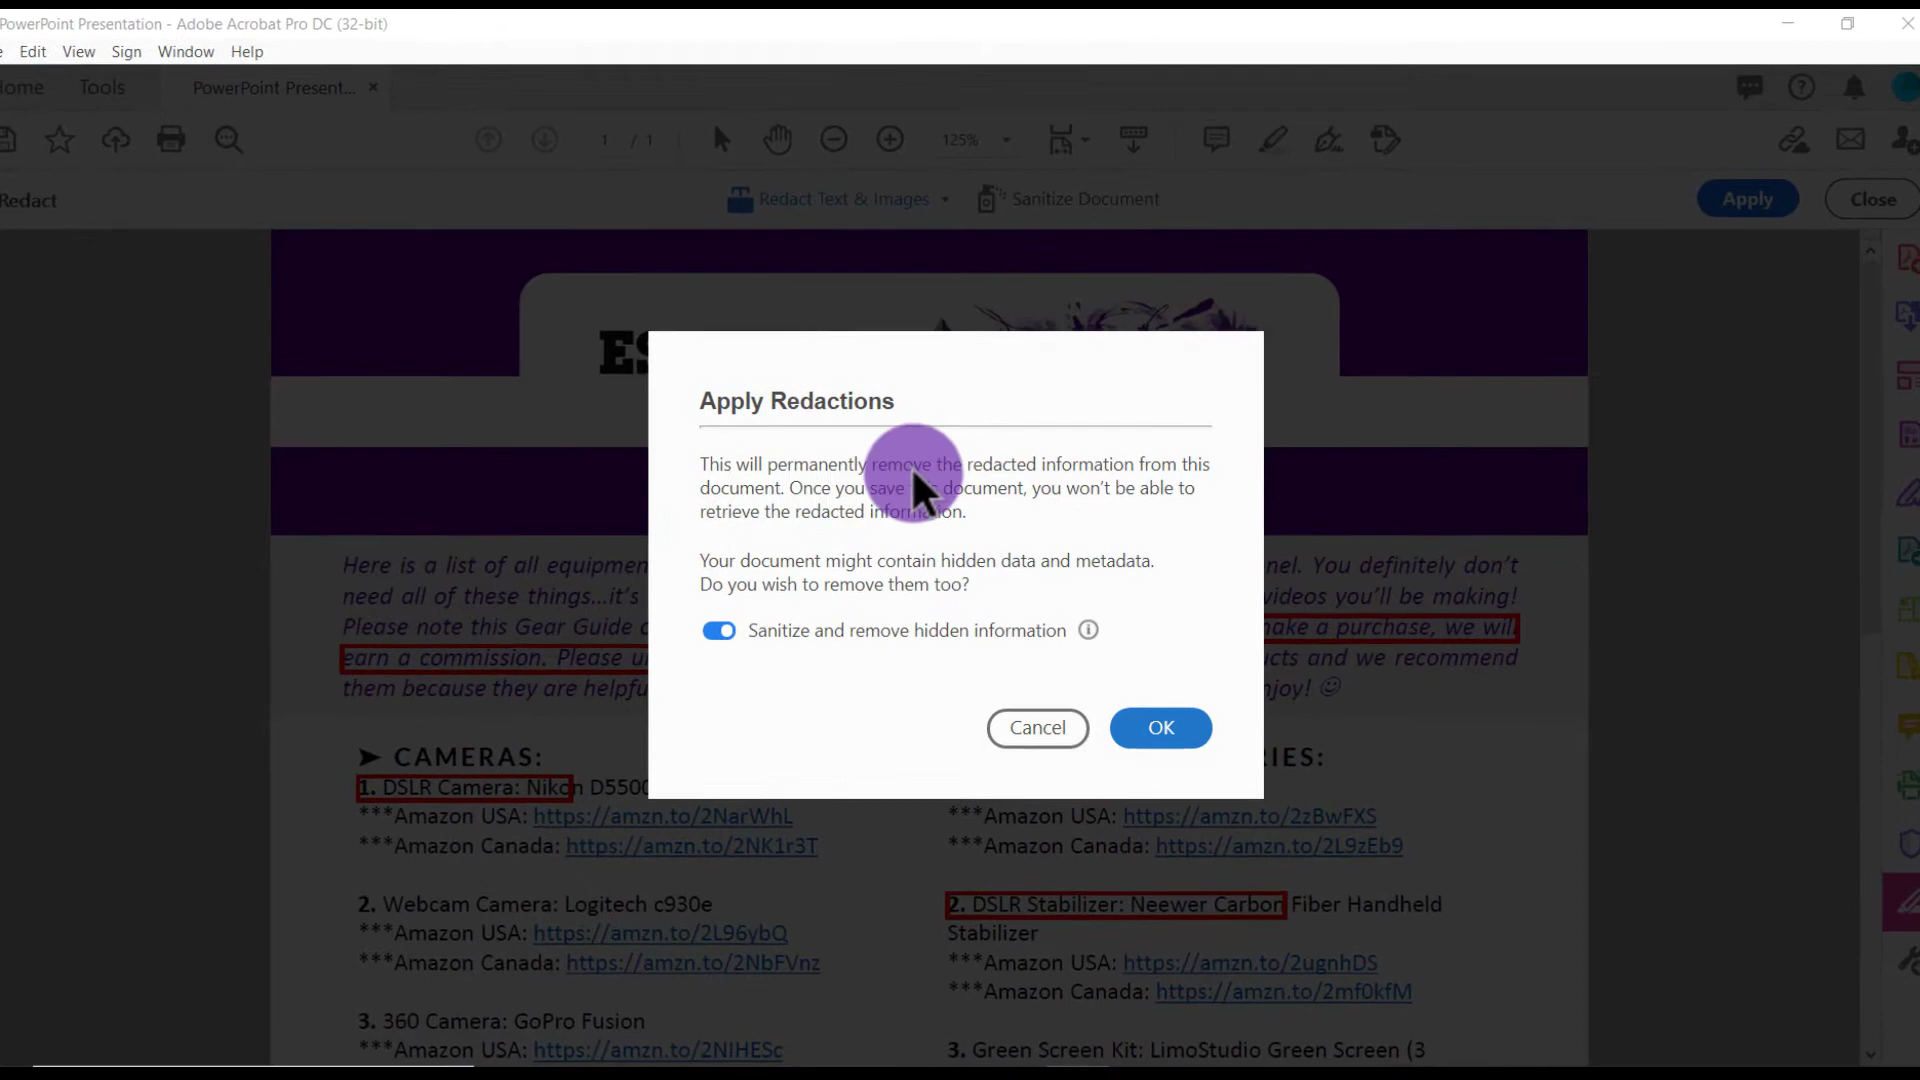 PowerPoint Presentation - Adobe Acrobat Pro DC (32-bit)
Edit View Sign Window Help
Home Tools PowerPoint Present... ×
1 / 1 125%
Redact Redact Text & Images Sanitize Document Apply Close
ES
Apply Redactions
This will permanently remove the redacted information from this
document. Once you save this document, you won't be able to
retrieve the redacted information.
Your document might contain hidden data and metadata.
Do you wish to remove them too?
Sanitize and remove hidden information
Cancel OK
Here is a list of all equipmen nel. You definitely don't
need all of these things...it's videos you'll be making!
Please note this Gear Guide make a purchase, we will
earn a commission. Please u cts and we recommend
them because they are helpfu njoy! ☺
➤ CAMERAS:
1. DSLR Camera: Nikon D5500
***Amazon USA: https://amzn.to/2NarWhL
***Amazon Canada: https://amzn.to/2NK1r3T
2. Webcam Camera: Logitech c930e
***Amazon USA: https://amzn.to/2L96ybQ
***Amazon Canada: https://amzn.to/2NbFVnz
3. 360 Camera: GoPro Fusion
***Amazon USA: https://amzn.to/2NIHESc
IES:
***Amazon USA: https://amzn.to/2zBwFXS
***Amazon Canada: https://amzn.to/2L9zEb9
2. DSLR Stabilizer: Neewer Carbon Fiber Handheld
Stabilizer
***Amazon USA: https://amzn.to/2ugnhDS
***Amazon Canada: https://amzn.to/2mf0kfM
3. Green Screen Kit: LimoStudio Green Screen (3